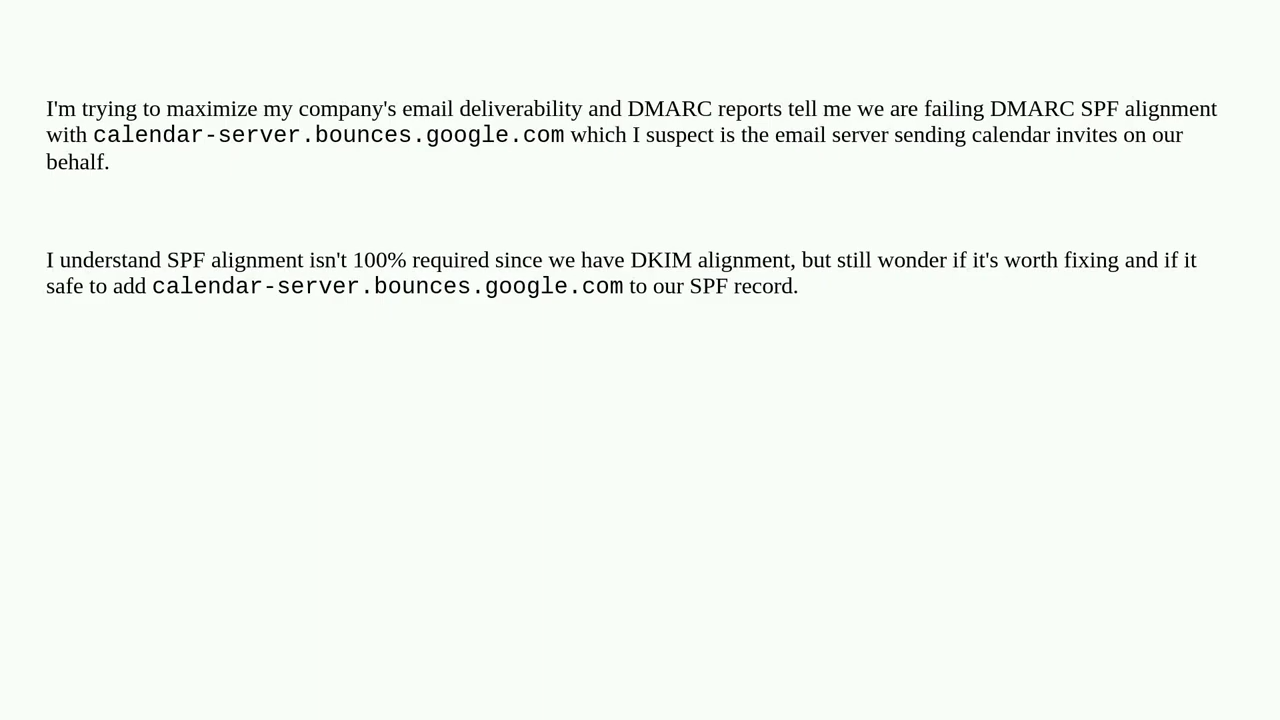 I'm trying to maximize my company's email deliverability and DMARC reports tell me we are failing DMARC SPF alignment
with calendar-server.bounces.google.com which I suspect is the email server sending calendar invites on our
behalf.
I understand SPF alignment isn't 100% required since we have DKIM alignment, but still wonder if it's worth fixing and if it
safe to add calendar-server.bounces.google.com to our SPF record.